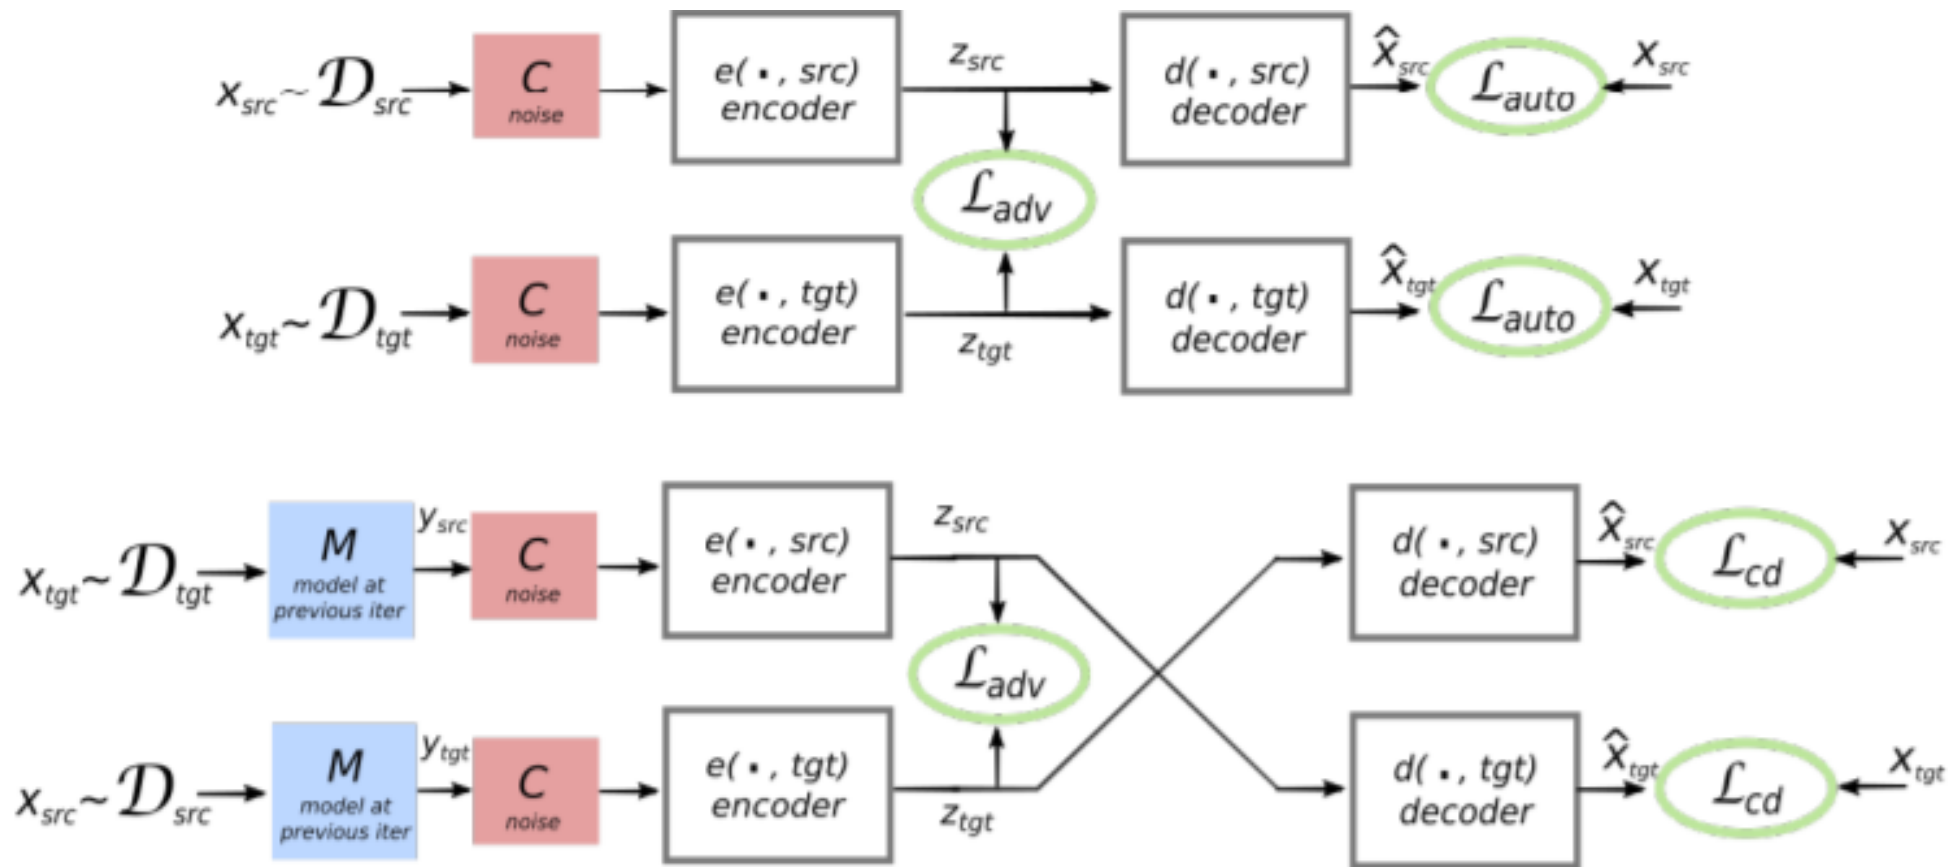 x_src ~ D_src
C
noise
e(·, src)
encoder
z_src
d(·, src)
decoder
x̂_src
L_auto
x_src
L_adv
x_tgt ~ D_tgt
C
noise
e(·, tgt)
encoder
z_tgt
d(·, tgt)
decoder
x̂_tgt
L_auto
x_tgt
x_tgt ~ D_tgt
M
model at
previous iter
y_src
C
noise
e(·, src)
encoder
z_src
d(·, src)
decoder
x̂_src
L_cd
x_src
L_adv
x_src ~ D_src
M
model at
previous iter
y_tgt
C
noise
e(·, tgt)
encoder
z_tgt
d(·, tgt)
decoder
x̂_tgt
L_cd
x_tgt